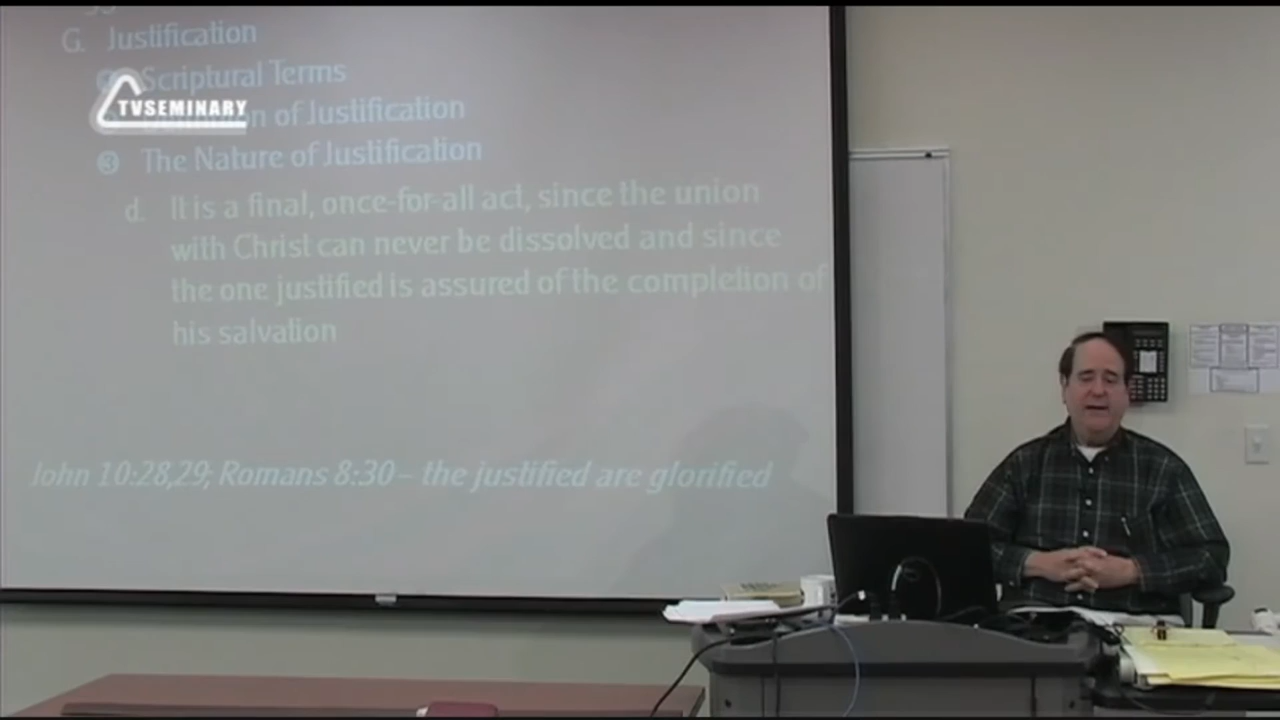 G. Justification
Scriptural Terms
TVSEMINARY
of Justification
③ The Nature of Justification
d. It is a final, once-for-all act, since the union
with Christ can never be dissolved and since
the one justified is assured of the completion of
his salvation
John 10:28,29; Romans 8:30 – the justified are glorified